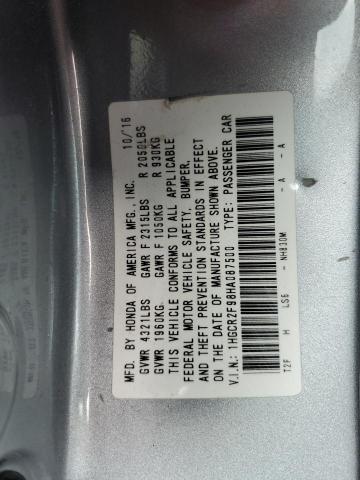 MFD. BY HONDA OF AMERICA MFG., INC. 10/'16
GVWR 4321LBS GAWR F 2315LBS R 2050LBS
GVWR 1960KG GAWR F 1050KG R 930KG
THIS VEHICLE CONFORMS TO ALL APPLICABLE
FEDERAL MOTOR VEHICLE SAFETY, BUMPER,
AND THEFT PREVENTION STANDARDS IN EFFECT
ON THE DATE OF MANUFACTURE SHOWN ABOVE.
V.I.N.: 1HGCR2F98HA087500 TYPE: PASSENGER CAR
T2F H LS6 - NH830M - A - A